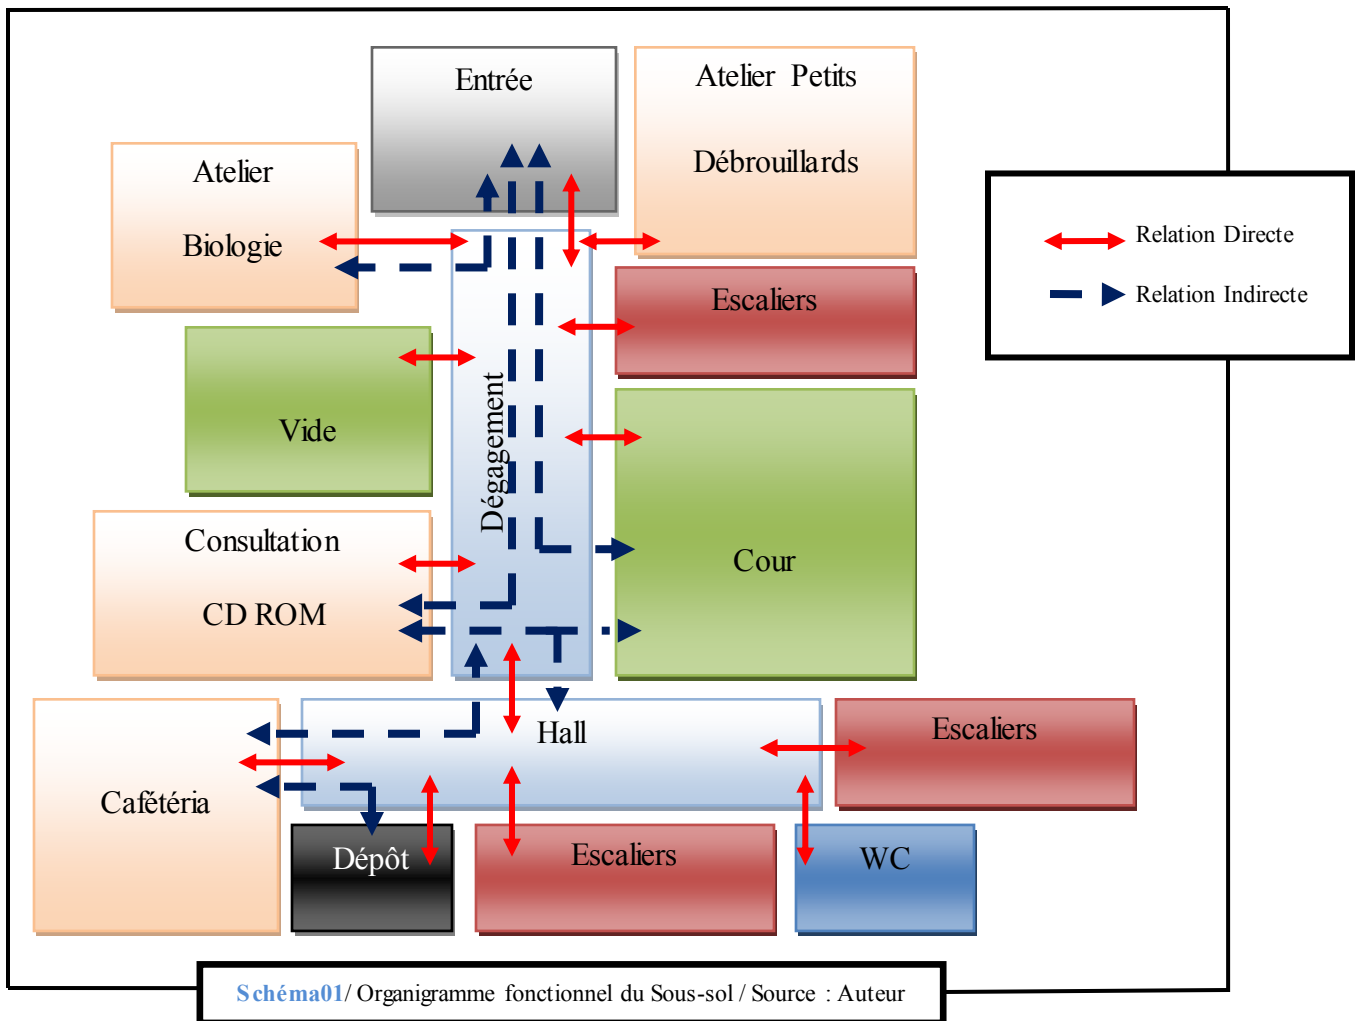 Entrée
Atelier Petits
Débrouillards
Atelier
Biologie
Relation Directe
Relation Indirecte
Escaliers
Vide
Dégagement
Consultation
CD ROM
Cour
Hall
Escaliers
Cafétéria
Dépôt
Escaliers
WC
Schéma01/ Organigramme fonctionnel du Sous-sol / Source : Auteur